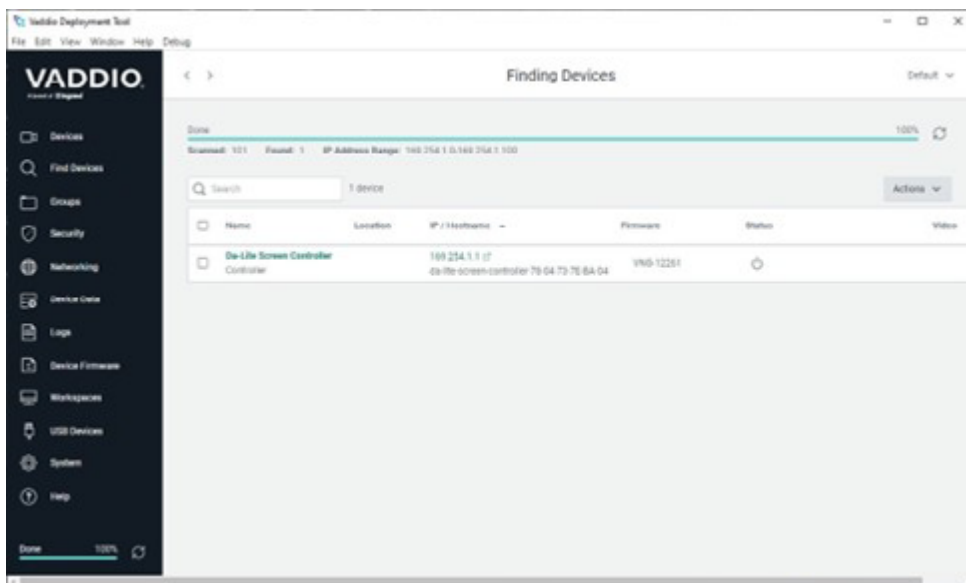 Vaddio Deployment Tool
File Edit View Window Help Debug
VADDIO
Finding Devices
Default
Done 100%
Scanned: 101 Found: 1 IP Address Range: 169.254.1.0-169.254.1.100
Search
1 device
Actions
Name Location IP / Hostname Firmware Status Video
Da-Lite Screen Controller
Controller
169.254.1.1
da-lite-screen-controller-78-04-73-7E-BA-04
VNG-12261
Devices
Find Devices
Groups
Security
Networking
Device Data
Logs
Device Firmware
Workspaces
USB Devices
System
Help
Done 100%